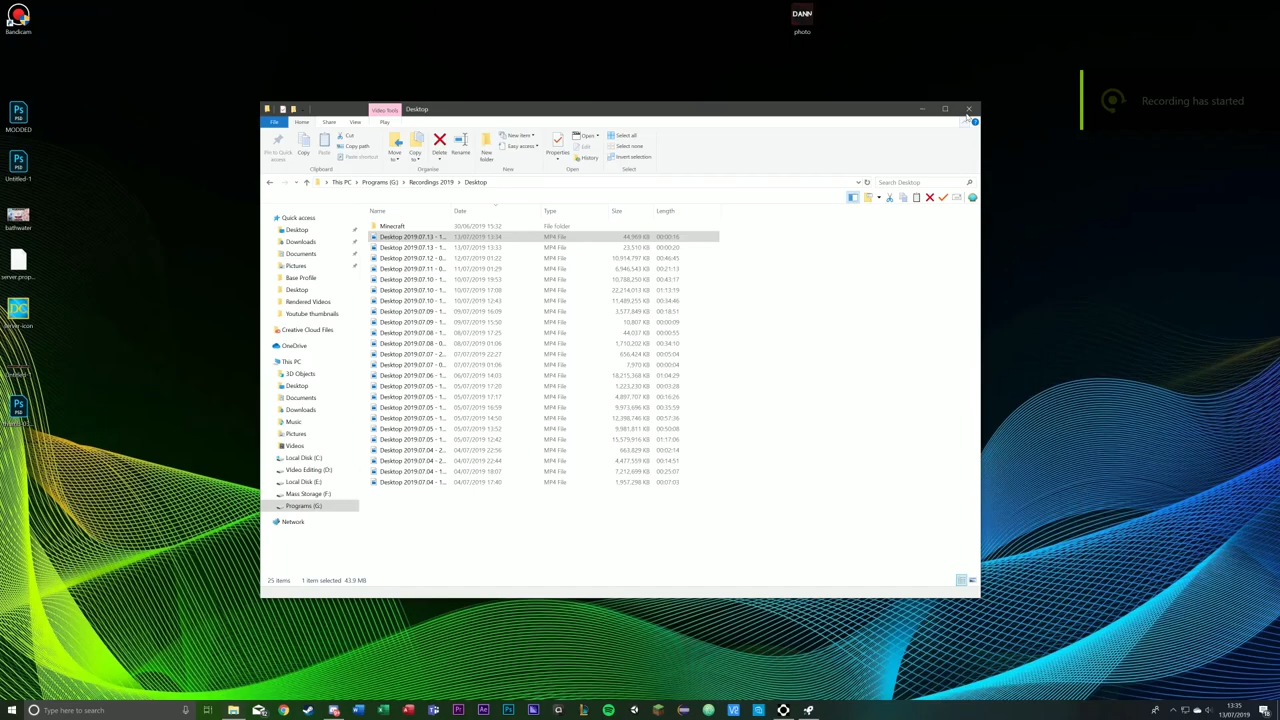 Bandicam
DANN
photo
Recording has started
Video Tools
Desktop
File
Home
Share
View
Play
Pin to Quick access
Copy
Paste
Cut
Copy path
Paste shortcut
Clipboard
Move to
Copy to
Delete
Rename
Organise
New folder
New item
Easy access
New
Properties
Open
Edit
History
Open
Select all
Select none
Invert selection
Select
This PC > Programs (G:) > Recordings 2019 > Desktop
Search Desktop
Name Date Type Size Length
Minecraft 30/06/2019 15:32 File folder
Desktop 2019.07.13 - 1... 13/07/2019 13:34 MP4 File 44,969 KB 00:00:16
Desktop 2019.07.13 - 1... 13/07/2019 13:33 MP4 File 23,510 KB 00:00:20
Desktop 2019.07.12 - 0... 12/07/2019 01:22 MP4 File 10,914,797 KB 00:46:45
Desktop 2019.07.11 - 0... 11/07/2019 01:29 MP4 File 6,946,543 KB 00:21:13
Desktop 2019.07.10 - 1... 10/07/2019 19:53 MP4 File 10,788,250 KB 00:43:17
Desktop 2019.07.10 - 1... 10/07/2019 17:08 MP4 File 22,214,013 KB 01:13:19
Desktop 2019.07.10 - 1... 10/07/2019 12:43 MP4 File 11,489,255 KB 00:34:46
Desktop 2019.07.09 - 1... 09/07/2019 16:09 MP4 File 3,577,849 KB 00:18:51
Desktop 2019.07.09 - 1... 09/07/2019 15:50 MP4 File 10,807 KB 00:00:09
Desktop 2019.07.08 - 1... 08/07/2019 17:25 MP4 File 44,037 KB 00:00:55
Desktop 2019.07.08 - 0... 08/07/2019 01:06 MP4 File 1,710,202 KB 00:34:10
Desktop 2019.07.07 - 2... 07/07/2019 22:27 MP4 File 656,424 KB 00:05:04
Desktop 2019.07.07 - 0... 07/07/2019 01:06 MP4 File 7,970 KB 00:00:04
Desktop 2019.07.06 - 1... 06/07/2019 14:03 MP4 File 18,215,368 KB 01:04:29
Desktop 2019.07.05 - 1... 05/07/2019 17:20 MP4 File 1,223,230 KB 00:03:28
Desktop 2019.07.05 - 1... 05/07/2019 17:17 MP4 File 4,897,707 KB 00:16:26
Desktop 2019.07.05 - 1... 05/07/2019 16:59 MP4 File 9,973,696 KB 00:35:59
Desktop 2019.07.05 - 1... 05/07/2019 14:50 MP4 File 12,398,746 KB 00:57:36
Desktop 2019.07.05 - 1... 05/07/2019 13:52 MP4 File 9,981,811 KB 00:50:08
Desktop 2019.07.05 - 1... 05/07/2019 12:42 MP4 File 15,579,916 KB 01:17:06
Desktop 2019.07.04 - 2... 04/07/2019 22:56 MP4 File 663,829 KB 00:02:14
Desktop 2019.07.04 - 2... 04/07/2019 22:44 MP4 File 4,477,559 KB 00:14:51
Desktop 2019.07.04 - 1... 04/07/2019 18:07 MP4 File 7,212,699 KB 00:25:07
Desktop 2019.07.04 - 1... 04/07/2019 17:40 MP4 File 1,957,298 KB 00:07:03
Quick access
Desktop
Downloads
Documents
Pictures
Base Profile
Desktop
Rendered Videos
Youtube thumbnails
Creative Cloud Files
OneDrive
This PC
3D Objects
Desktop
Documents
Downloads
Music
Pictures
Videos
Local Disk (C:)
Video Editing (D:)
Local Disk (E:)
Mass Storage (F:)
Programs (G:)
Network
25 items
1 item selected 43.9 MB
Ps
PSD
MODDED
Ps
PSD
Untitled-1
bathwater
server.prop...
DC
server-icon
Ps
PSD
Type here to search
13:35
13/07/2019